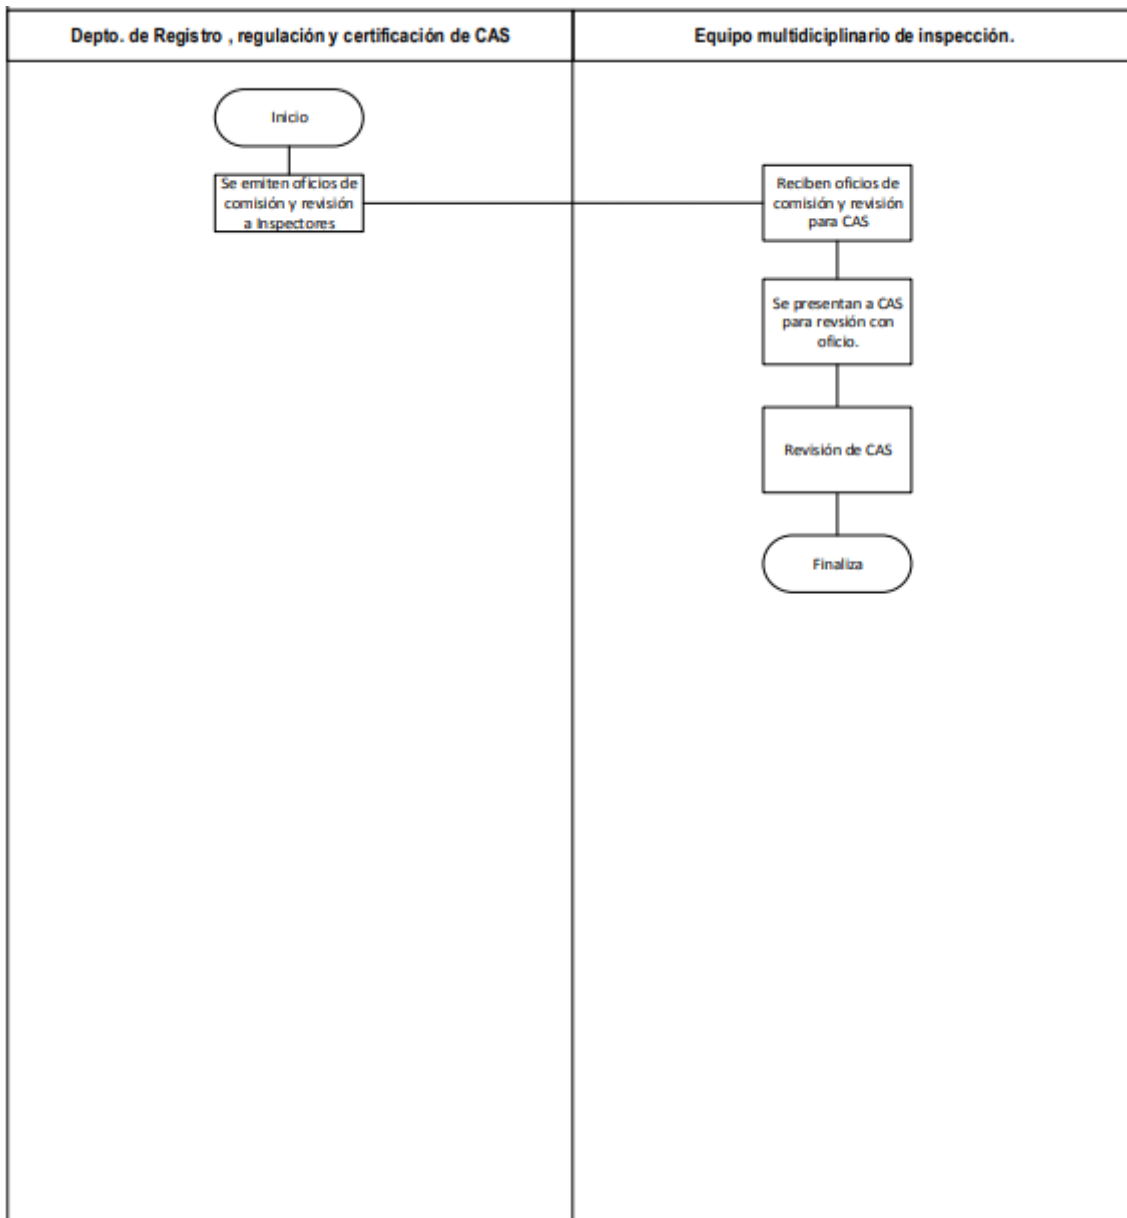 Depto. de Registro , regulación y certificación de CAS
Equipo multidiciplinario de inspección.
Inicio
Se emiten oficios de
comisión y revisión
a Inspectores
Reciben oficios de
comisión y revisión
para CAS
Se presentan a CAS
para revsión con
oficio.
Revisión de CAS
Finaliza